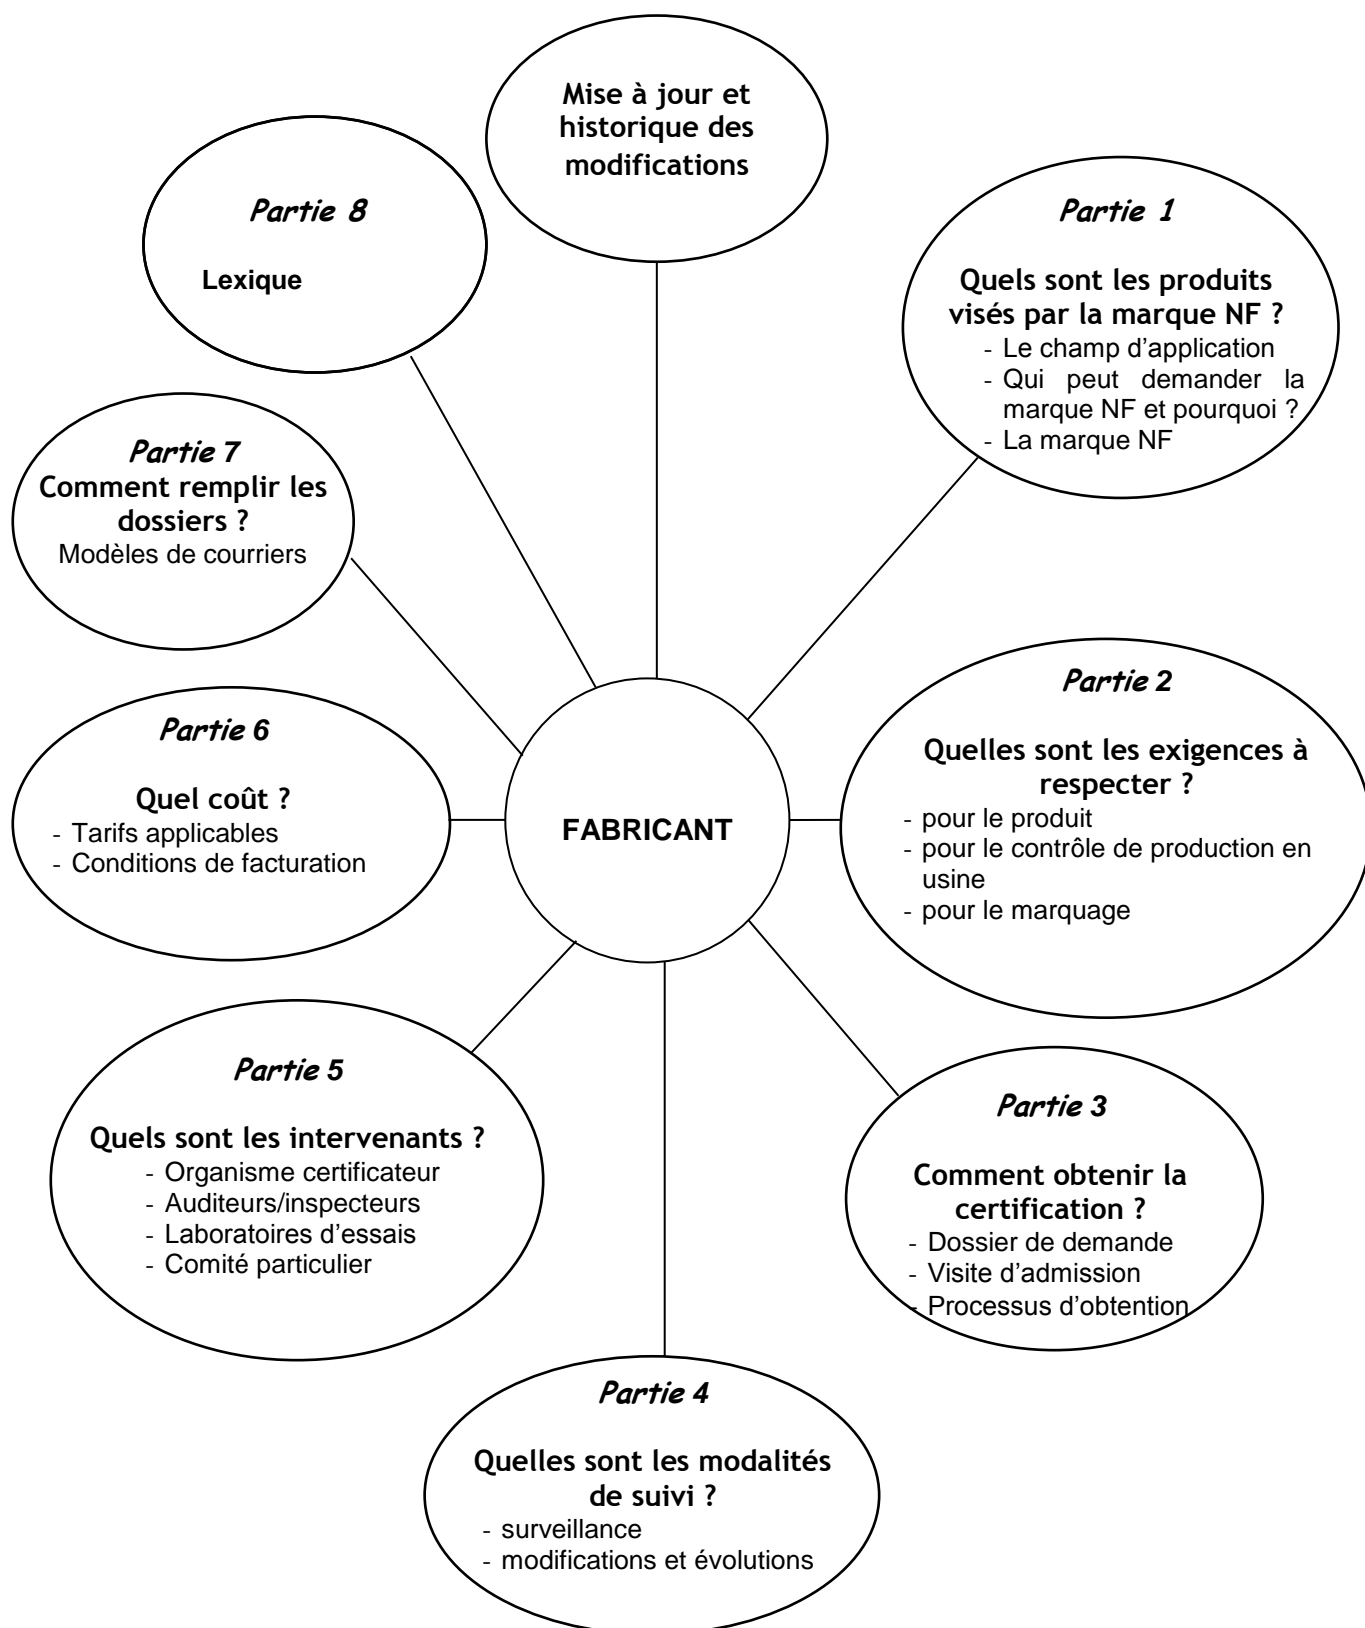 Mise à jour et
historique des
modifications
Partie 1
Quels sont les produits
visés par la marque NF ?
- Le champ d’application
- Qui peut demander la
marque NF et pourquoi ?
- La marque NF
Partie 2
Quelles sont les exigences à
respecter ?
- pour le produit
- pour le contrôle de production en
usine
- pour le marquage
Partie 3
Comment obtenir la
certification ?
- Dossier de demande
- Visite d’admission
- Processus d’obtention
Partie 4
Quelles sont les modalités
de suivi ?
- surveillance
- modifications et évolutions
Partie 5
Quels sont les intervenants ?
- Organisme certificateur
- Auditeurs/inspecteurs
- Laboratoires d’essais
- Comité particulier
Partie 6
Quel coût ?
- Tarifs applicables
- Conditions de facturation
Partie 7
Comment remplir les
dossiers ?
Modèles de courriers
Partie 8
Lexique
FABRICANT